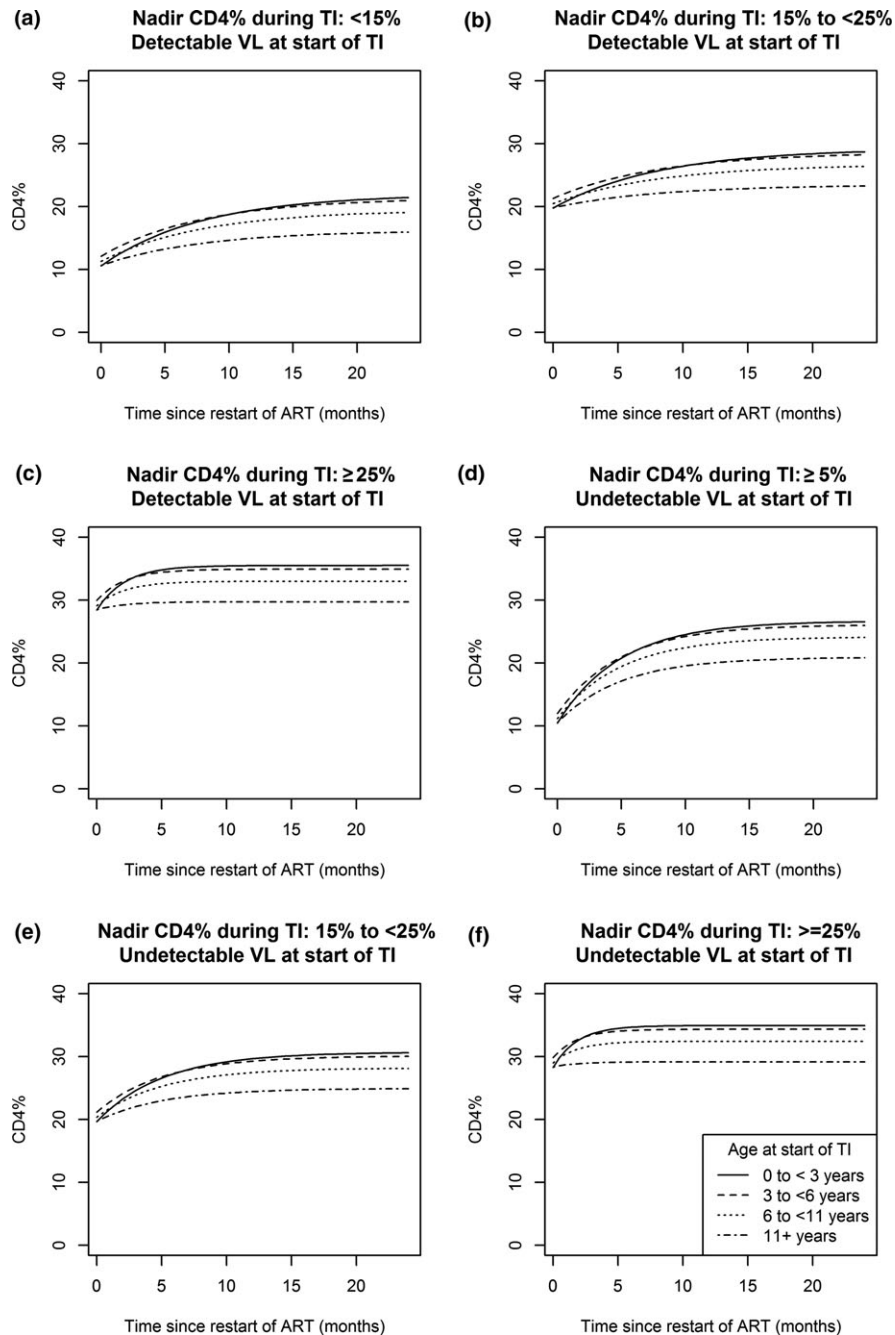 (a)
Nadir CD4% during TI: <15%
Detectable VL at start of TI
CD4%
40
30
20
10
0
0 5 10 15 20
Time since restart of ART (months)
(b)
Nadir CD4% during TI: 15% to <25%
Detectable VL at start of TI
CD4%
40
30
20
10
0
0 5 10 15 20
Time since restart of ART (months)
(c)
Nadir CD4% during TI: ≥25%
Detectable VL at start of TI
CD4%
40
30
20
10
0
0 5 10 15 20
Time since restart of ART (months)
(d)
Nadir CD4% during TI: ≥ 5%
Undetectable VL at start of TI
CD4%
40
30
20
10
0
0 5 10 15 20
Time since restart of ART (months)
(e)
Nadir CD4% during TI: 15% to <25%
Undetectable VL at start of TI
CD4%
40
30
20
10
0
0 5 10 15 20
Time since restart of ART (months)
(f)
Nadir CD4% during TI: >=25%
Undetectable VL at start of TI
CD4%
40
30
20
10
0
0 5 10 15 20
Time since restart of ART (months)
Age at start of TI
0 to < 3 years
3 to <6 years
6 to <11 years
11+ years